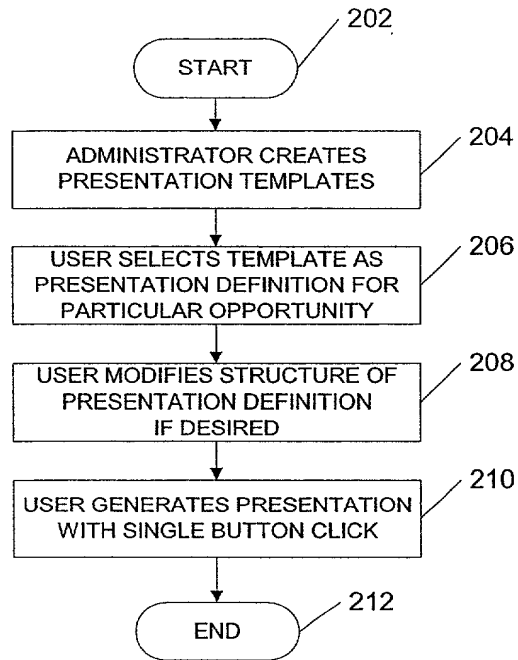 202
START
204
ADMINISTRATOR CREATES
PRESENTATION TEMPLATES
206
USER SELECTS TEMPLATE AS
PRESENTATION DEFINITION FOR
PARTICULAR OPPORTUNITY
208
USER MODIFIES STRUCTURE OF
PRESENTATION DEFINITION
IF DESIRED
210
USER GENERATES PRESENTATION
WITH SINGLE BUTTON CLICK
212
END